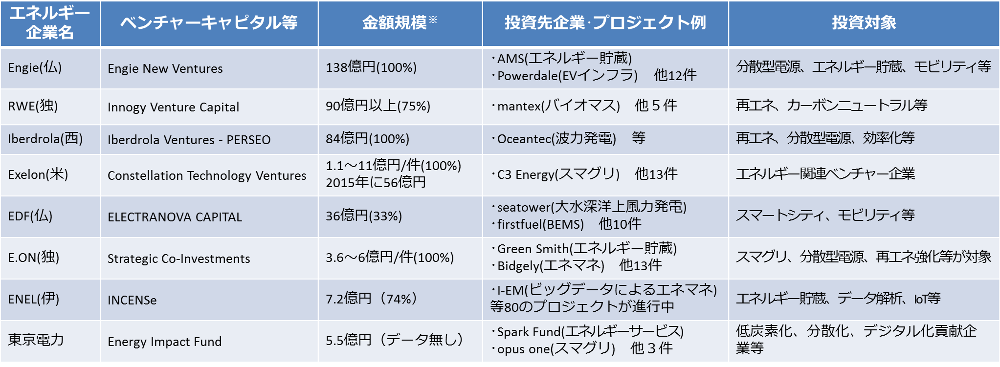 エネルギー
企業名
ベンチャーキャピタル等
金額規模※
投資先企業･プロジェクト例
投資対象
Engie(仏)
Engie New Ventures
138億円(100%)
･AMS(エネルギー貯蔵)
･Powerdale(EVインフラ)　他12件
分散型電源、エネルギー貯蔵、モビリティ等
RWE(独)
Innogy Venture Capital
90億円以上(75%)
･mantex(バイオマス)　他５件
再エネ、カーボンニュートラル等
Iberdrola(西)
Iberdrola Ventures - PERSEO
84億円(100%)
･Oceantec(波力発電)　等
再エネ、分散型電源、効率化等
Exelon(米)
Constellation Technology Ventures
1.1～11億円/件(100%)
2015年に56億円
･C3 Energy(スマグリ)　他13件
エネルギー関連ベンチャー企業
EDF(仏)
ELECTRANOVA CAPITAL
36億円(33%)
･seatower(大水深洋上風力発電)
･firstfuel(BEMS)　他10件
スマートシティ、モビリティ等
E.ON(独)
Strategic Co-Investments
3.6～6億円/件(100%)
･Green Smith(エネルギー貯蔵)
･Bidgely(エネマネ)　他13件
スマグリ、分散型電源、再エネ強化等が対象
ENEL(伊)
INCENSe
7.2億円（74%）
･I-EM(ビッグデータによるエネマネ)
等80のプロジェクトが進行中
エネルギー貯蔵、データ解析、IoT等
東京電力
Energy Impact Fund
5.5億円（データ無し）
･Spark Fund(エネルギーサービス)
･opus one(スマグリ)　他３件
低炭素化、分散化、デジタル化貢献企
業等